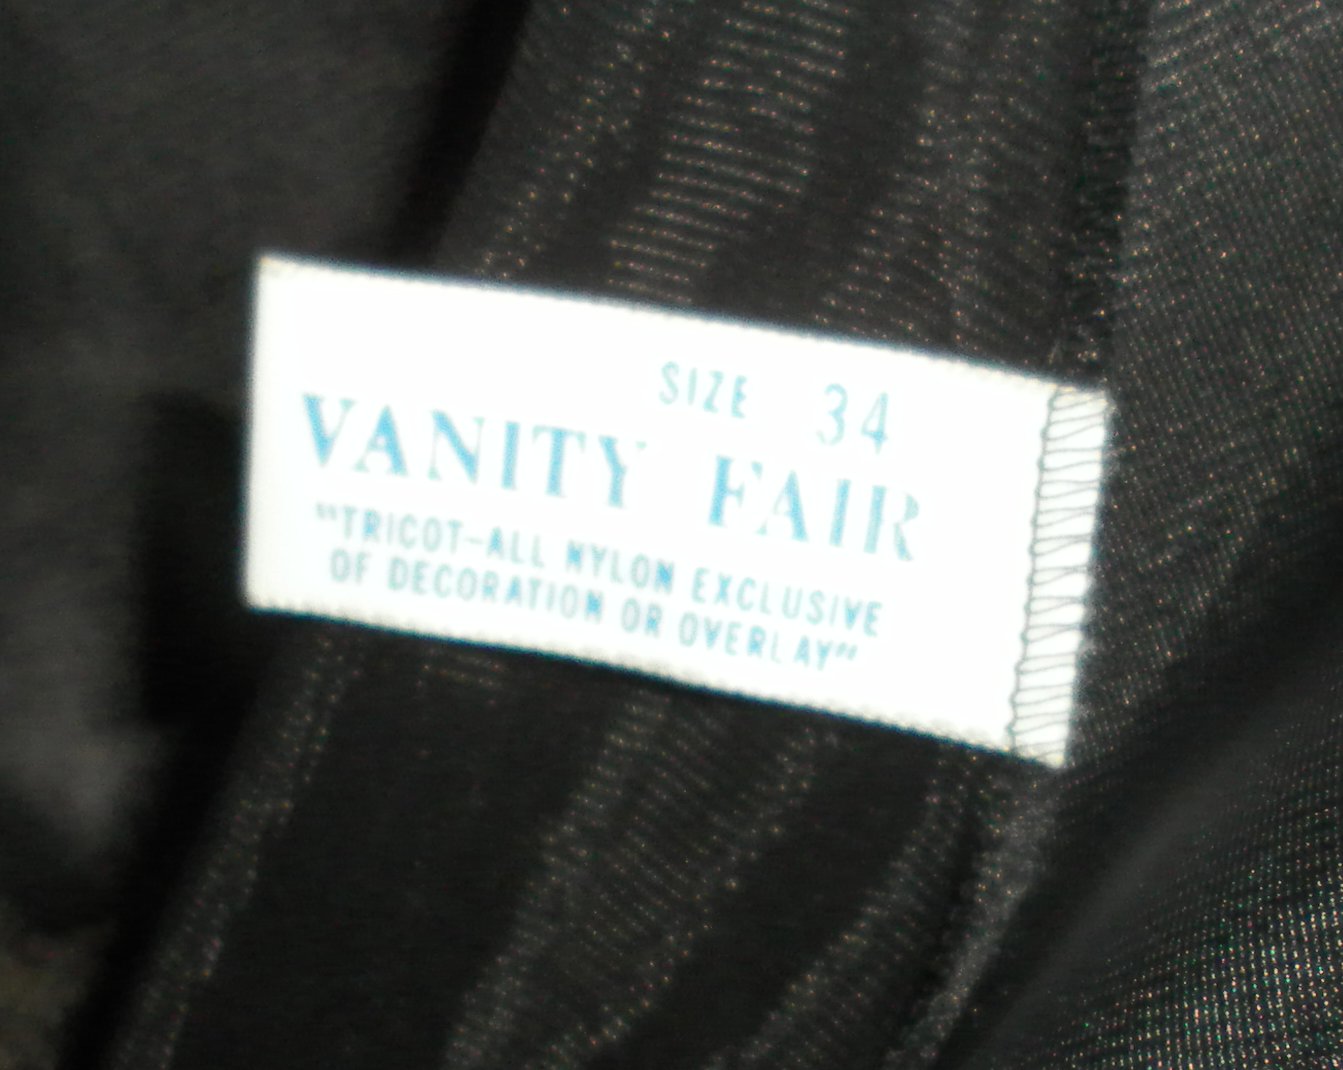 SIZE 34
VANITY FAIR
"TRICOT-ALL NYLON EXCLUSIVE
OF DECORATION OR OVERLAY"